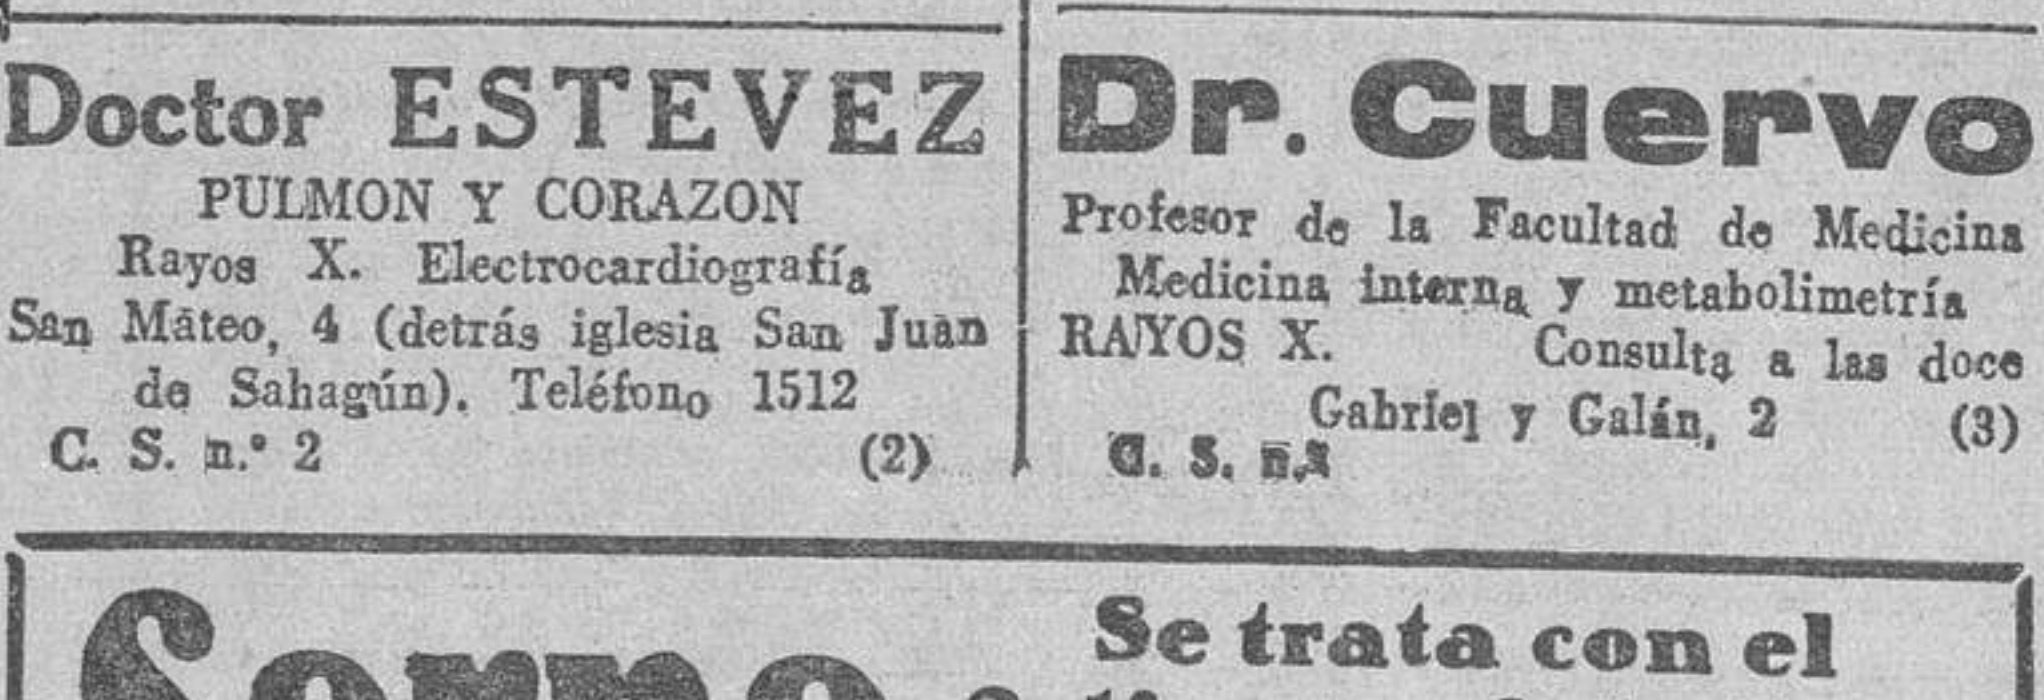 Doctor ESTEVEZ
PULMON Y CORAZON
Rayos X. Electrocardiografía
San Mateo, 4 (detrás iglesia San Juan
de Sahagún). Teléfono 1512
C. S. n.º 2 (2)
Dr. Cuervo
Profesor de la Facultad de Medicina
Medicina interna y metabolimetría
RAYOS X. Consulta a las doce
Gabriel y Galán, 2 (3)
C. S. n.
Se trata con el